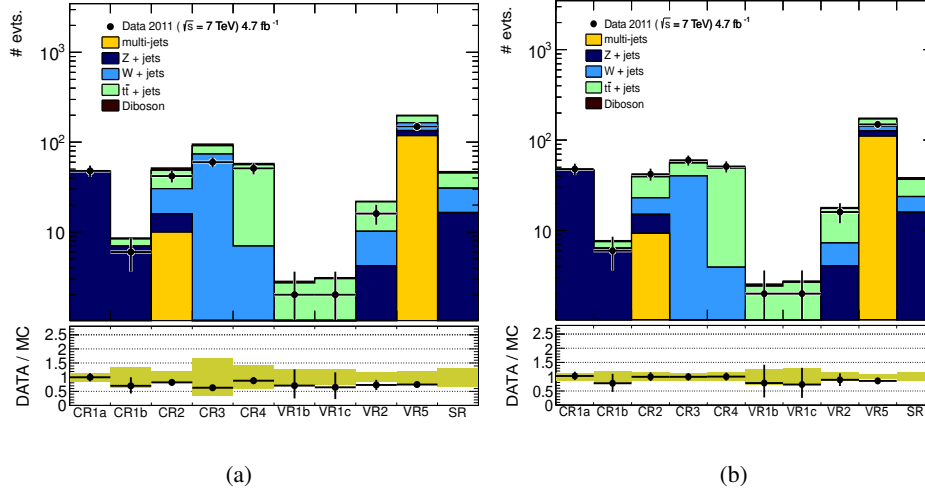 (a)
# evts.
10³
10²
10
Data 2011 (√s = 7 TeV) 4.7 fb⁻¹
multi-jets
Z + jets
W + jets
tt̄ + jets
Diboson
DATA / MC
2.5
2
1.5
1
0.5
0
CR1a CR1b CR2 CR3 CR4 VR1b VR1c VR2 VR5 SR
(a)
(b)
# evts.
10³
10²
10
Data 2011 (√s = 7 TeV) 4.7 fb⁻¹
multi-jets
Z + jets
W + jets
tt̄ + jets
Diboson
DATA / MC
2.5
2
1.5
1
0.5
0
CR1a CR1b CR2 CR3 CR4 VR1b VR1c VR2 VR5 SR
(b)